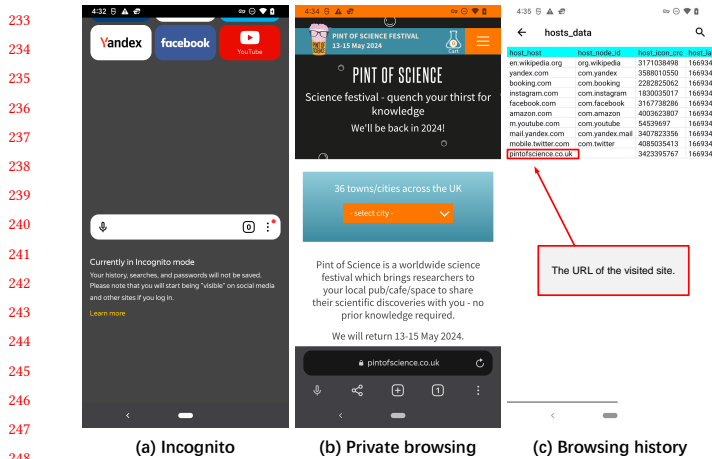 233
234
235
236
237
238
239
240
241
242
243
244
245
246
247
248
4:32
Yandex
facebook
YouTube
0
Currently in Incognito mode
Your history, searches, and passwords will not be saved.
Please note that you will start being "visible" on social media
and other sites if you log in.
Learn more
(a) Incognito
4:34
PINT OF SCIENCE FESTIVAL
13-15 May 2024
Cart
PINT OF SCIENCE
Science festival - quench your thirst for
knowledge
We'll be back in 2024!
36 towns/cities across the UK
- select city -
Pint of Science is a worldwide science
festival which brings researchers to
your local pub/cafe/space to share
their scientific discoveries with you - no
prior knowledge required.
We will return 13-15 May 2024.
pintofscience.co.uk
1
(b) Private browsing
4:35
hosts_data
host_host host_node_id host_icon_crc host_la
en.wikipedia.org org.wikipedia 3171038498 166934
yandex.com com.yandex 3588010550 166934
booking.com com.booking 2282825062 166934
instagram.com com.instagram 1830035017 166934
facebook.com com.facebook 3167738286 166934
amazon.com com.amazon 4003623807 166934
m.youtube.com com.youtube 54539697 166934
mail.yandex.com com.yandex.mail 3407823356 166934
mobile.twitter.com com.twitter 4085035413 166934
pintofscience.co.uk 3423395767 166934
The URL of the visited site.
(c) Browsing history